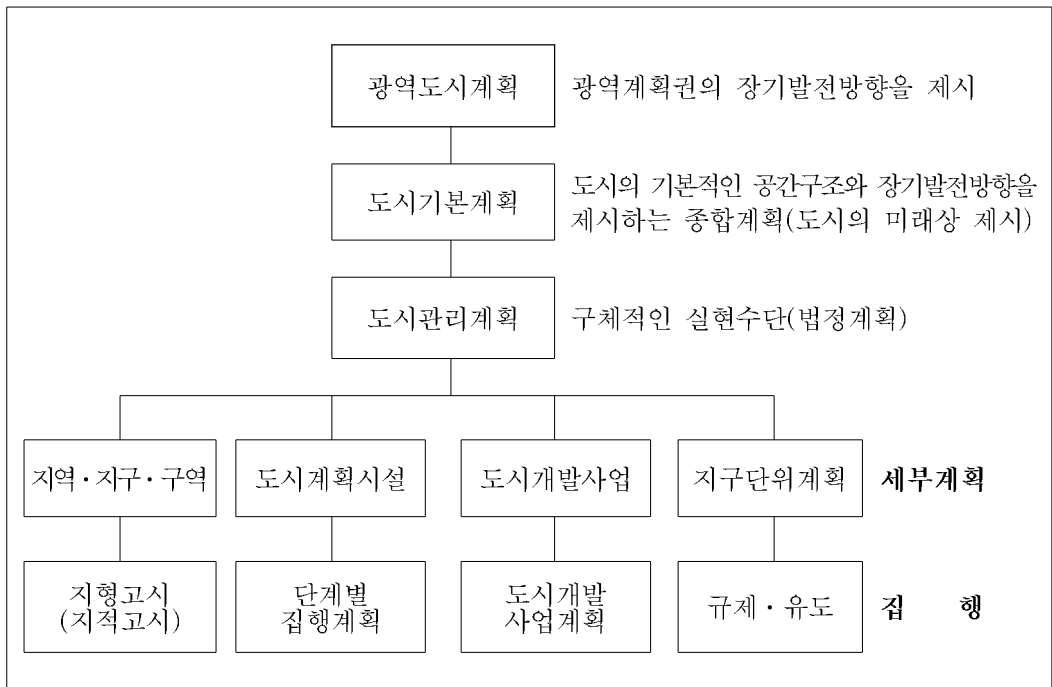 광역도시계획 광역계획권의 장기발전방향을 제시
도시기본계획 도시의 기본적인 공간구조와 장기발전방향을
제시하는 종합계획(도시의 미래상 제시)
도시관리계획 구체적인 실현수단(법정계획)
지역·지구·구역 도시계획시설 도시개발사업 지구단위계획 세부계획
지형고시
(지적고시)
단계별
집행계획
도시개발
사업계획
규제·유도
집 행